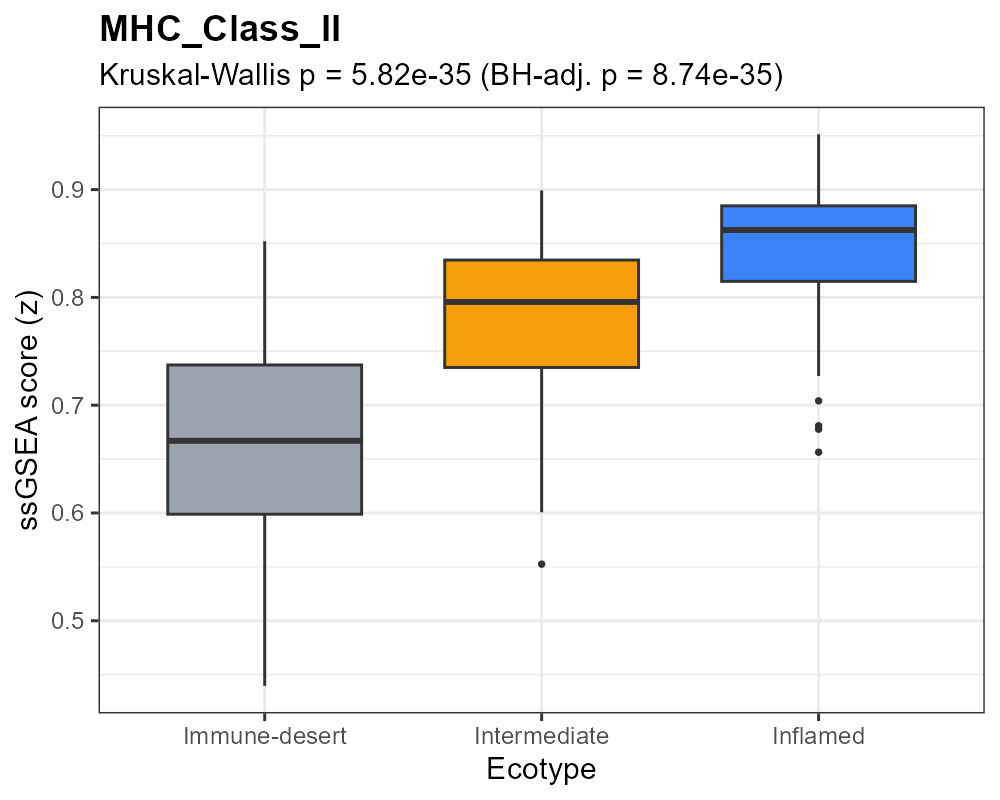 MHC_Class_II
Kruskal-Wallis p = 5.82e-35 (BH-adj. p = 8.74e-35)
ssGSEA score (z)
0.9
0.8
0.7
0.6
0.5
Immune-desert
Intermediate
Inflamed
Ecotype